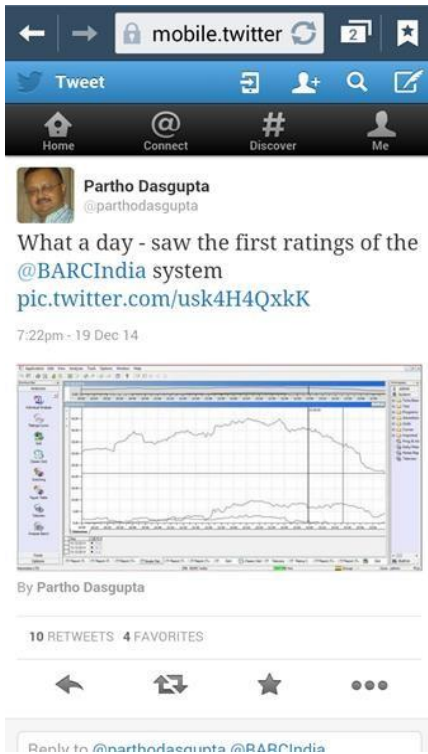 mobile.twitter
2
Tweet
Home
Connect
Discover
Me
Partho Dasgupta
@parthodasgupta
What a day - saw the first ratings of the
@BARCIndia system
pic.twitter.com/usk4H4QxkK
7:22pm - 19 Dec 14
By Partho Dasgupta
10 RETWEETS 4 FAVORITES
Reply to @parthodasgupta @BARCIndia